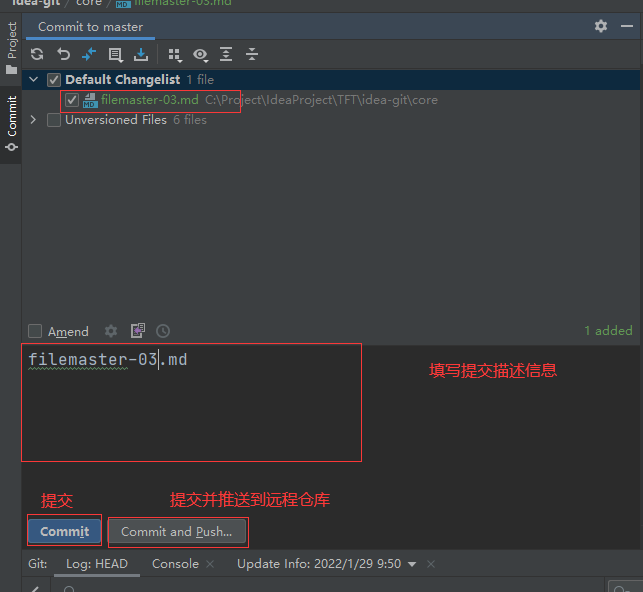 idea-git / core / filemaster-03.md
Project
Commit to master
Default Changelist 1 file
filemaster-03.md C:\Project\IdeaProject\TFT\idea-git\core
Commit
Unversioned Files 6 files
Amend
1 added
filemaster-03.md
填写提交描述信息
提交
提交并推送到远程仓库
Commit
Commit and Push...
Git: Log: HEAD Console Update Info: 2022/1/29 9:50